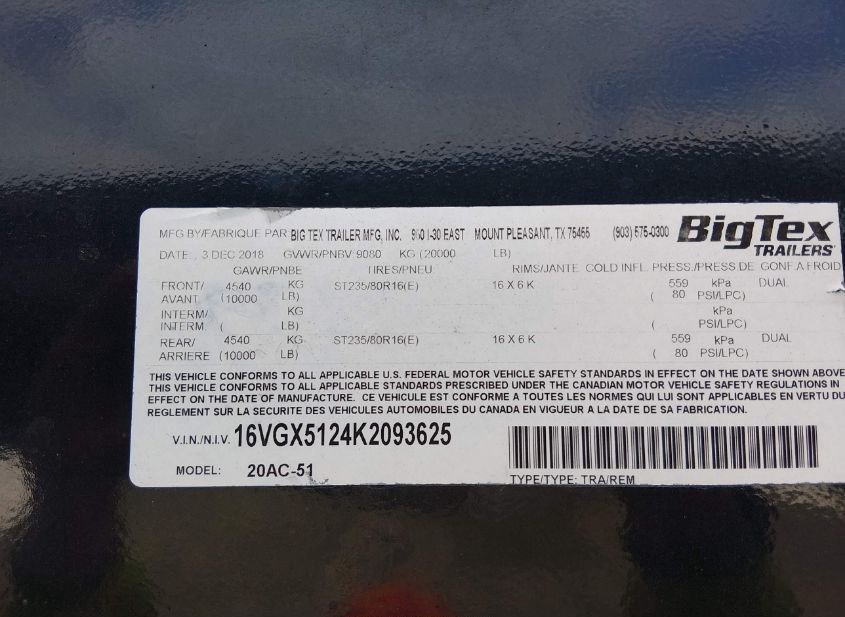 MFG BY/FABRIQUE PAR: BIG TEX TRAILER MFG, INC. 950 I-30 EAST MOUNT PLEASANT, TX 75455 (903) 575-0300
BigTex TRAILERS
DATE 3 DEC 2018 GVWR/PNBV 9080 KG (20000 LB)
GAWR/PNBE TIRES/PNEU RIMS/JANTE COLD INFL. PRESS./PRESS DE GONF A FROID
FRONT/ 4540 KG ST235/80R16(E) 16 X 6 K 559 kPa DUAL
AVANT (10000 LB) ( 80 PSI/LPC)
INTERM/ KG kPa
INTERM. ( LB) ( PSI/LPC)
REAR/ 4540 KG ST235/80R16(E) 16 X 6 K 559 kPa DUAL
ARRIERE (10000 LB) ( 80 PSI/LPC)
THIS VEHICLE CONFORMS TO ALL APPLICABLE U.S. FEDERAL MOTOR VEHICLE SAFETY STANDARDS IN EFFECT ON THE DATE SHOWN ABOVE
THIS VEHICLE CONFORMS TO ALL APPLICABLE STANDARDS PRESCRIBED UNDER THE CANADIAN MOTOR VEHICLE SAFETY REGULATIONS IN
EFFECT ON THE DATE OF MANUFACTURE. CE VEHICULE EST CONFORME A TOUTES LES NORMES QUI LUI SONT APPLICABLES EN VERTU DU
REGLEMENT SUR LA SECURITE DES VEHICULES AUTOMOBILES DU CANADA EN VIGUEUR A LA DATE DE SA FABRICATION.
V.I.N./N.I.V. 16VGX5124K2093625
MODEL: 20AC-51
TYPE/TYPE: TRA/REM